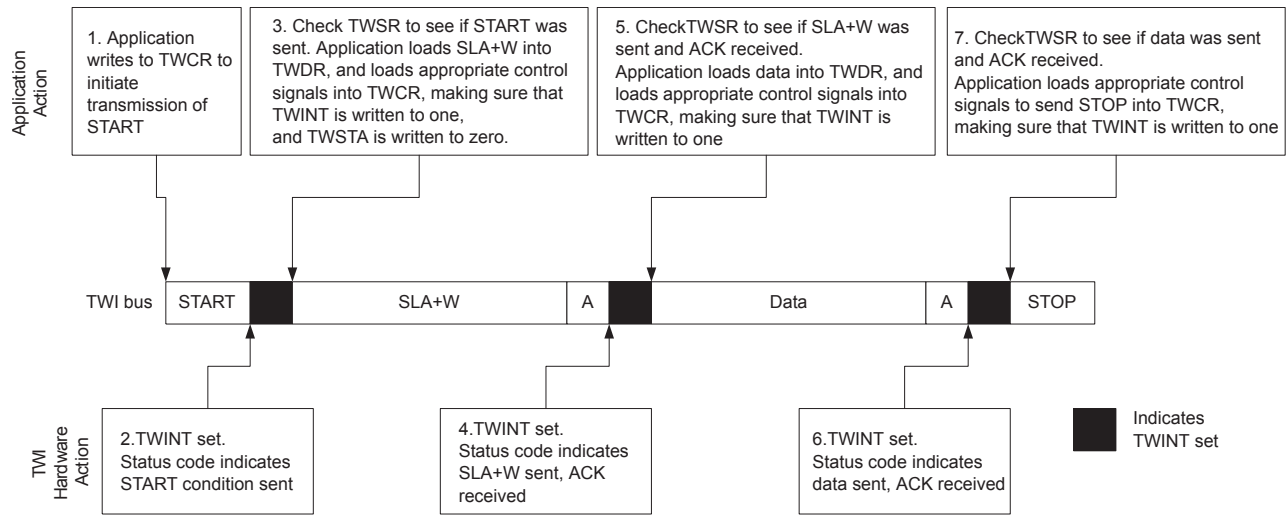 Application
Action
1. Application
writes to TWCR to
initiate
transmission of
START
3. Check TWSR to see if START was
sent. Application loads SLA+W into
TWDR, and loads appropriate control
signals into TWCR, making sure that
TWINT is written to one,
and TWSTA is written to zero.
5. CheckTWSR to see if SLA+W was
sent and ACK received.
Application loads data into TWDR, and
loads appropriate control signals into
TWCR, making sure that TWINT is
written to one
7. CheckTWSR to see if data was sent
and ACK received.
Application loads appropriate control
signals to send STOP into TWCR,
making sure that TWINT is written to one
TWI bus
START
SLA+W
A
Data
A
STOP
TWI
Hardware
Action
2.TWINT set.
Status code indicates
START condition sent
4.TWINT set.
Status code indicates
SLA+W sent, ACK
received
6.TWINT set.
Status code indicates
data sent, ACK received
Indicates
TWINT set